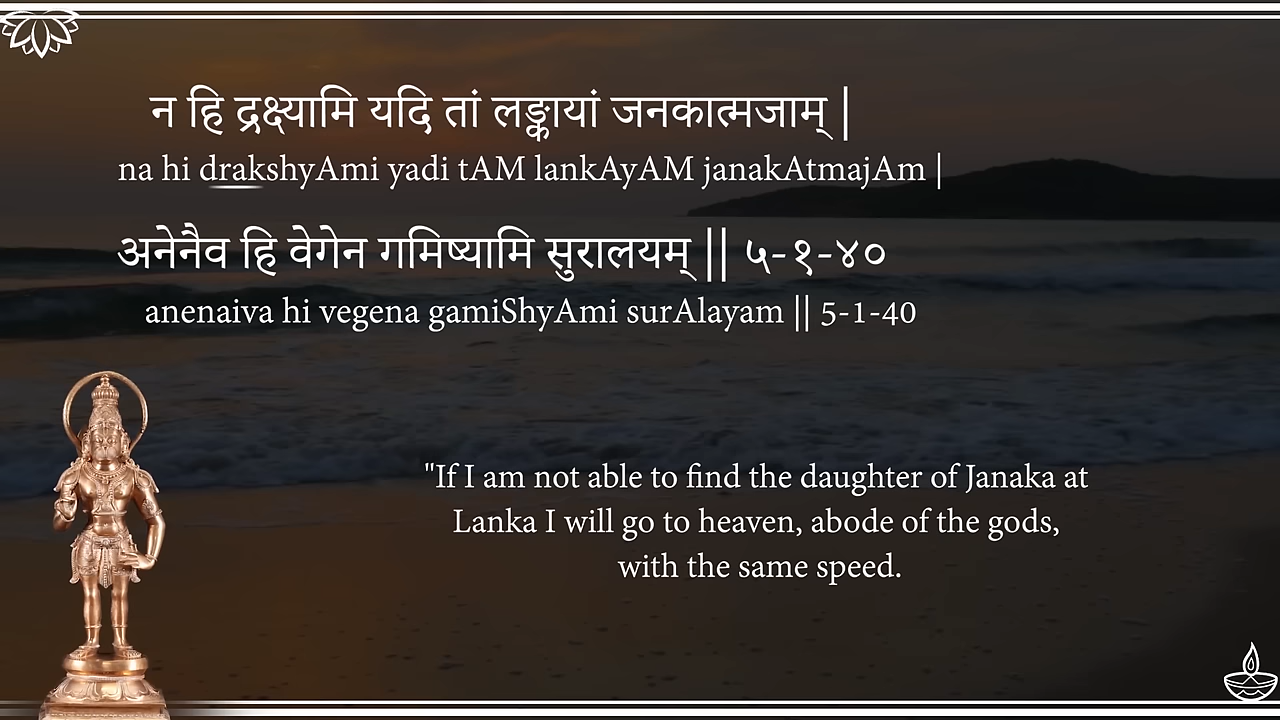 न हि द्रक्ष्यामि यदि तां लङ्कायां जनकात्मजाम् |
na hi drakshyAmi yadi tAM lankAyAM janakAtmajAm |
अनेनैव हि वेगेन गमिष्यामि सुरालयम् || ५-१-४०
anenaiva hi vegena gamiShyAmi surAlayam || 5-1-40
"If I am not able to find the daughter of Janaka at
Lanka I will go to heaven, abode of the gods,
with the same speed.